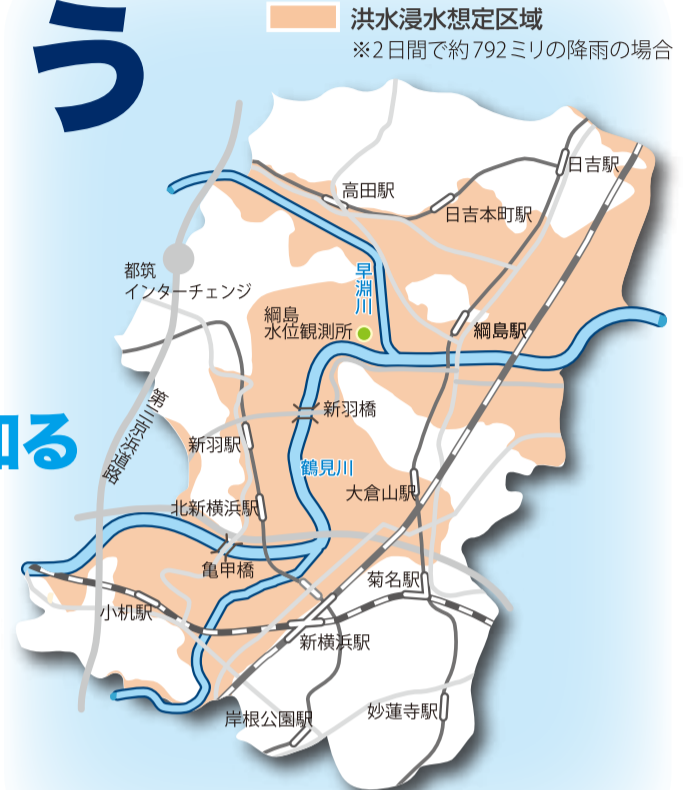 う
洪水浸水想定区域
※2日間で約792ミリの降雨の場合
日吉駅
高田駅
日吉本町駅
都筑
インターチェンジ
早淵川
綱島
水位観測所
綱島駅
第三京浜道路
新羽橋
知る
新羽駅
鶴見川
大倉山駅
北新横浜駅
亀甲橋
菊名駅
小机駅
新横浜駅
岸根公園駅
妙蓮寺駅